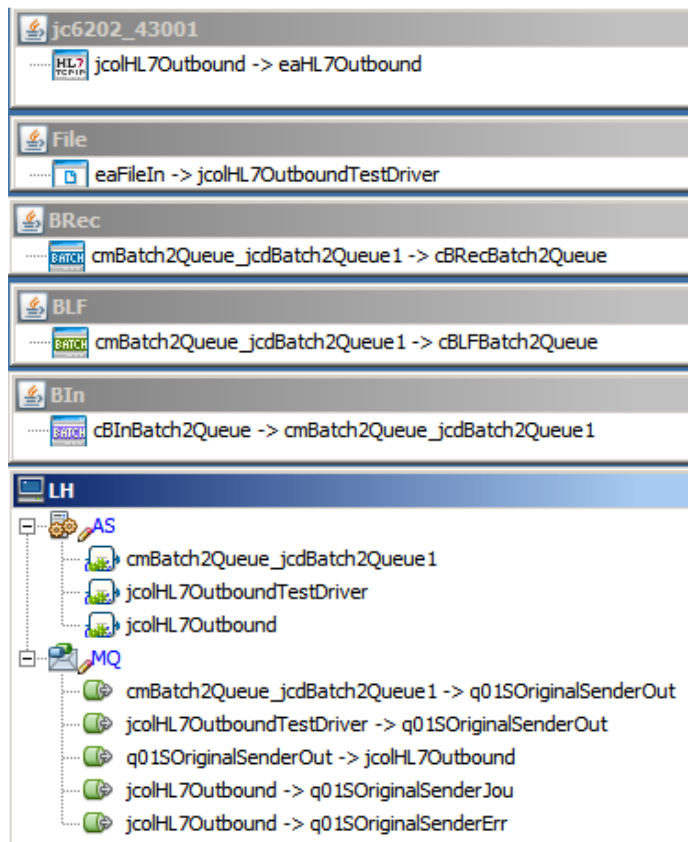 jc6202_43001
HL7
TCPIP
jcolHL7Outbound -> eaHL7Outbound
File
eaFileIn -> jcolHL7OutboundTestDriver
BRec
BATCH cmBatch2Queue_jcdBatch2Queue1 -> cBRecBatch2Queue
BLF
BATCH cmBatch2Queue_jcdBatch2Queue1 -> cBLFBatch2Queue
BIn
BATCH cBInBatch2Queue -> cmBatch2Queue_jcdBatch2Queue1
LH
AS
cmBatch2Queue_jcdBatch2Queue1
jcolHL7OutboundTestDriver
jcolHL7Outbound
MQ
cmBatch2Queue_jcdBatch2Queue1 -> q01SOriginalSenderOut
jcolHL7OutboundTestDriver -> q01SOriginalSenderOut
q01SOriginalSenderOut -> jcolHL7Outbound
jcolHL7Outbound -> q01SOriginalSenderJou
jcolHL7Outbound -> q01SOriginalSenderErr